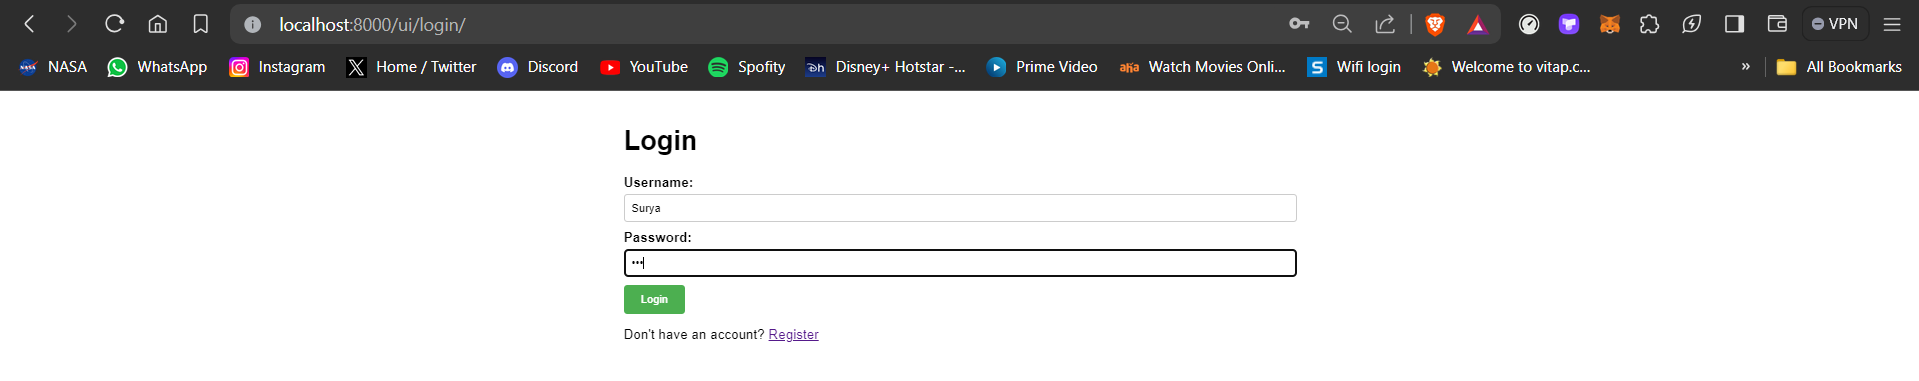 localhost:8000/ui/login/ VPN
NASA WhatsApp Instagram Home / Twitter Discord YouTube Spofity Disney+ Hotstar -... Prime Video Watch Movies Onli... Wifi login Welcome to vitap.c... » All Bookmarks
Login
Username:
Surya
Password:
•••
Login
Don't have an account? Register